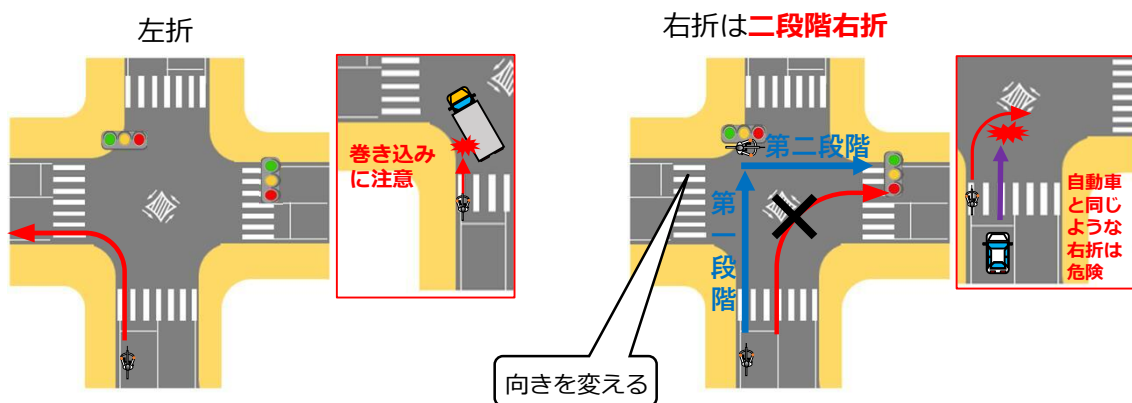 左折
巻き込み
に注意
右折は二段階右折
第二段階
第一段階
向きを変える
自動車
と同じ
ような
右折は
危険